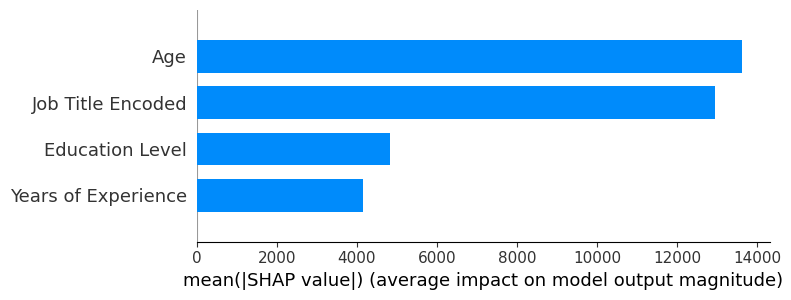 Age
Job Title Encoded
Education Level
Years of Experience
0 2000 4000 6000 8000 10000 12000 14000
mean(|SHAP value|) (average impact on model output magnitude)